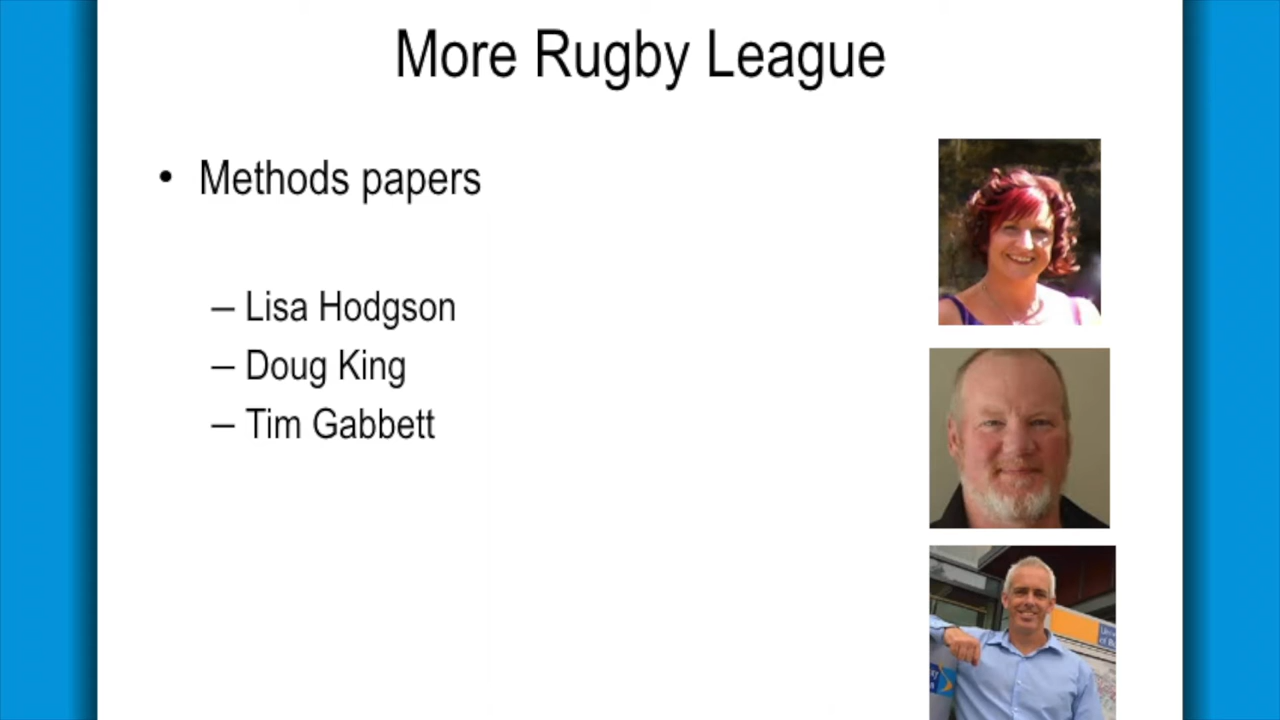 More Rugby League
• Methods papers
– Lisa Hodgson
– Doug King
– Tim Gabbett